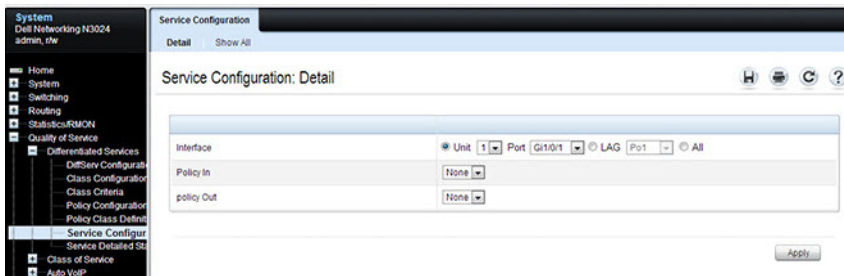 System
Dell Networking N3024
admin, r/w
Home
System
Switching
Routing
Statistics/RMON
Quality of Service
Differentiated Services
DiffServ Configurati
Class Configuration
Class Criteria
Policy Configuration
Policy Class Definit
Service Configur
Service Detailed Sta
Class of Service
Auto VoIP
Service Configuration
Detail Show All
Service Configuration: Detail
H C ?
Interface Unit 1 Port Gi1/0/1 LAG Po1 All
Policy In None
policy Out None
Apply